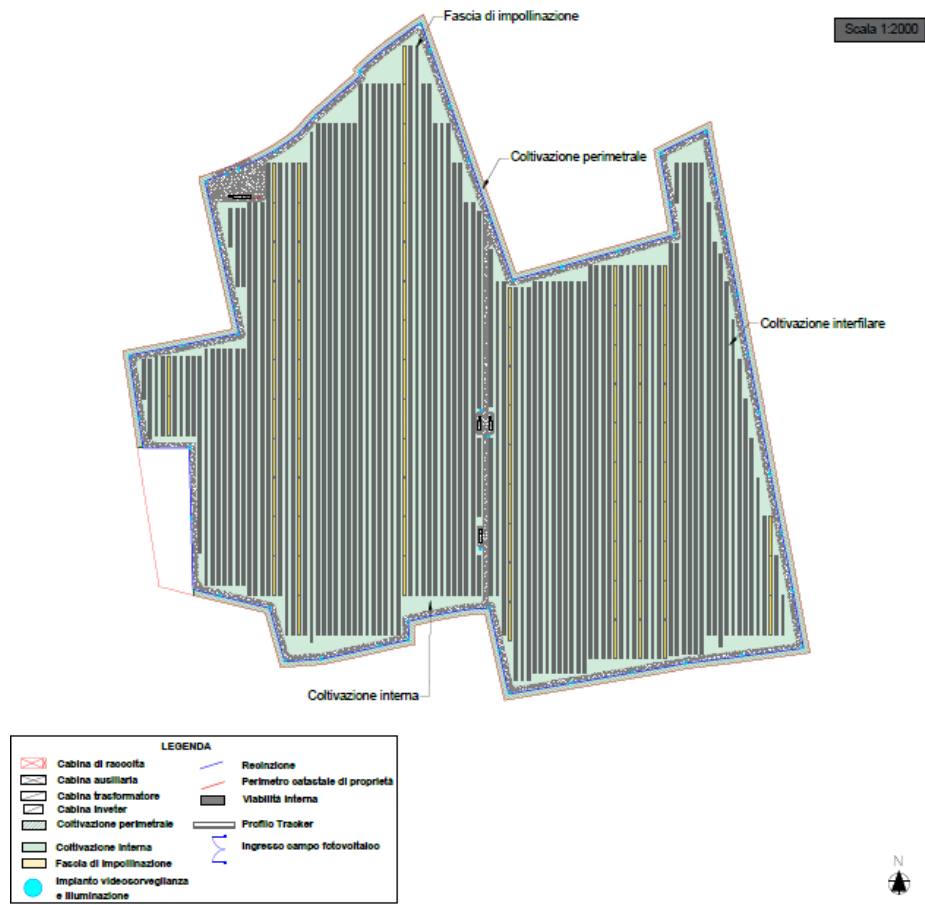 Fascia di impollinazione
Scala 1:2000
Coltivazione perimetrale
Coltivazione interfilare
Coltivazione interna
LEGENDA
Cabina di raccolta
Cabina ausiliaria
Cabina trasformatore
Cabina inveter
Coltivazione perimetrale
Coltivazione interna
Fascia di impollinazione
Impianto videosorveglianza
e illuminazione
Recinzione
Perimetro catastale di proprietà
Viabilità interna
Profilo Tracker
Ingresso campo fotovoltaico
N